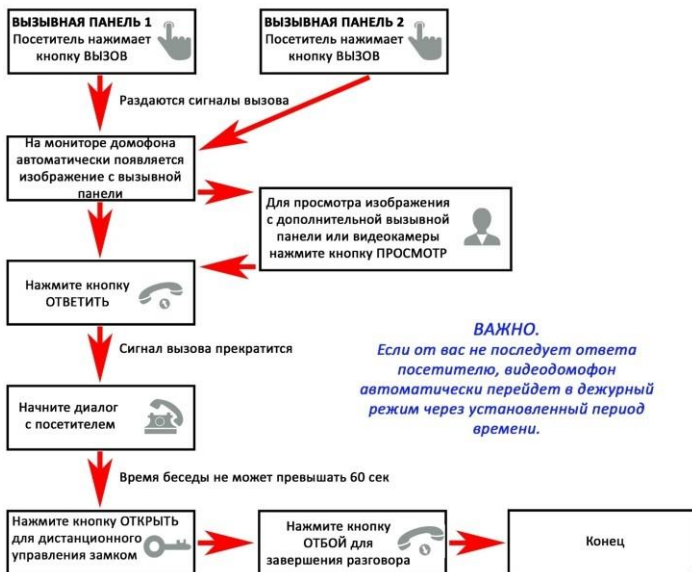 ВЫЗЫВНАЯ ПАНЕЛЬ 1
Посетитель нажимает
кнопку ВЫЗОВ
ВЫЗЫВНАЯ ПАНЕЛЬ 2
Посетитель нажимает
кнопку ВЫЗОВ
Раздаются сигналы вызова
На мониторе домофона
автоматически появляется
изображение с вызывной
панели
Для просмотра изображения
с дополнительной вызывной
панели или видеокамеры
нажмите кнопку ПРОСМОТР
Нажмите кнопку
ОТВЕТИТЬ
Сигнал вызова прекратится
ВАЖНО.
Если от вас не последует ответа
посетителю, видеодомофон
автоматически перейдет в дежурный
режим через установленный период
времени.
Начните диалог
с посетителем
Время беседы не может превышать 60 сек
Нажмите кнопку ОТКРЫТЬ
для дистанционного
управления замком
Нажмите кнопку
ОТБОЙ для
завершения разговора
Конец